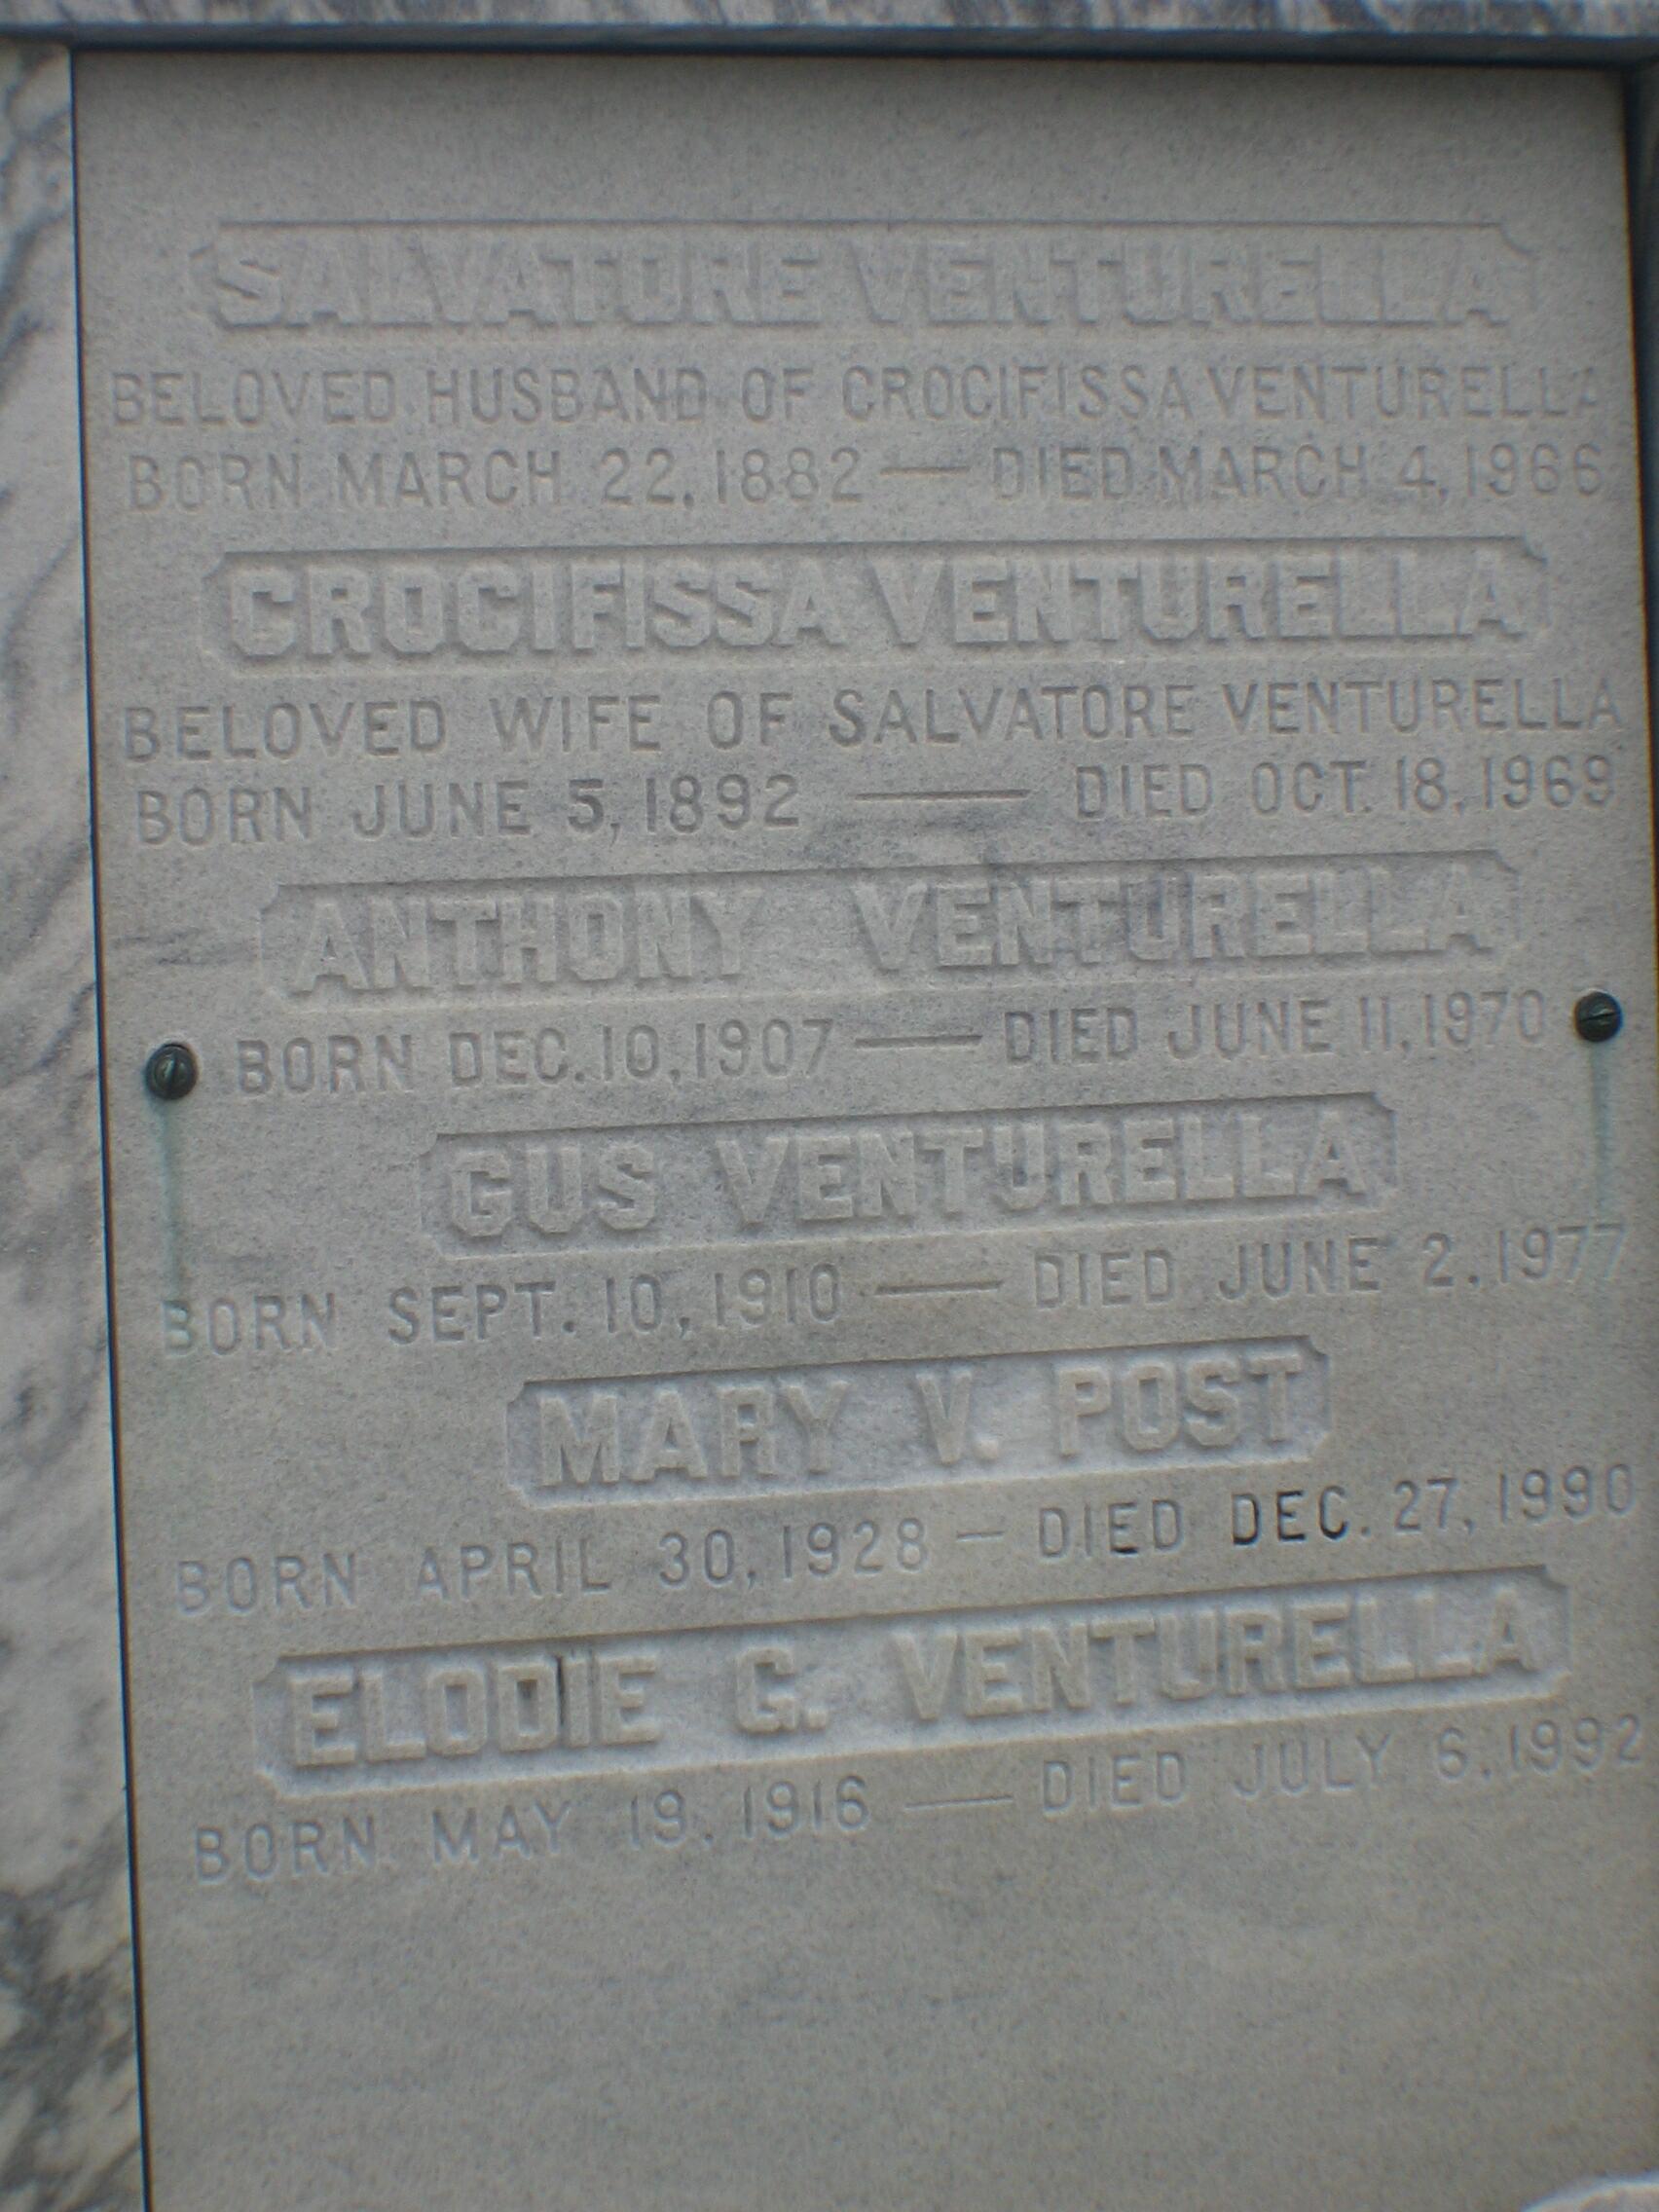 SALVATORE VENTURELLA
BELOVED HUSBAND OF CROCIFISSA VENTURELLA
BORN MARCH 22, 1882 — DIED MARCH 4, 1966
CROCIFISSA VENTURELLA
BELOVED WIFE OF SALVATORE VENTURELLA
BORN JUNE 5, 1892 — DIED OCT. 18, 1969
ANTHONY VENTURELLA
BORN DEC. 10, 1907 — DIED JUNE 11, 1970
GUS VENTURELLA
BORN SEPT. 10, 1910 — DIED JUNE 2, 1977
MARY V. POST
BORN APRIL 30, 1928 — DIED DEC. 27, 1990
ELODIE G. VENTURELLA
BORN MAY 19, 1916 — DIED JULY 6, 1992